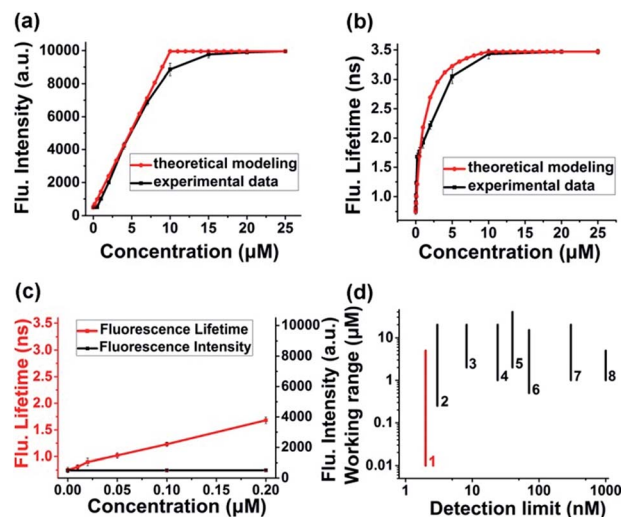 (a)
Flu. Intensity (a.u.)
10000
8000
6000
4000
2000
0
theoretical modeling
experimental data
0 5 10 15 20 25
Concentration (µM)
(b)
Flu. Lifetime (ns)
3.5
3.0
2.5
2.0
1.5
1.0
theoretical modeling
experimental data
0 5 10 15 20 25
Concentration (µM)
(c)
Flu. Lifetime (ns)
3.5
3.0
2.5
2.0
1.5
1.0
Fluorescence Lifetime
Fluorescence Intensity
10000
8000
6000
4000
2000
0
Flu. Intensity (a.u.)
0.00 0.05 0.10 0.15 0.20
Concentration (µM)
(d)
Working range (µM)
100
10
1
0.1
0.01
1
2
3
4
5
6
7
8
1 10 100 1000
Detection limit (nM)